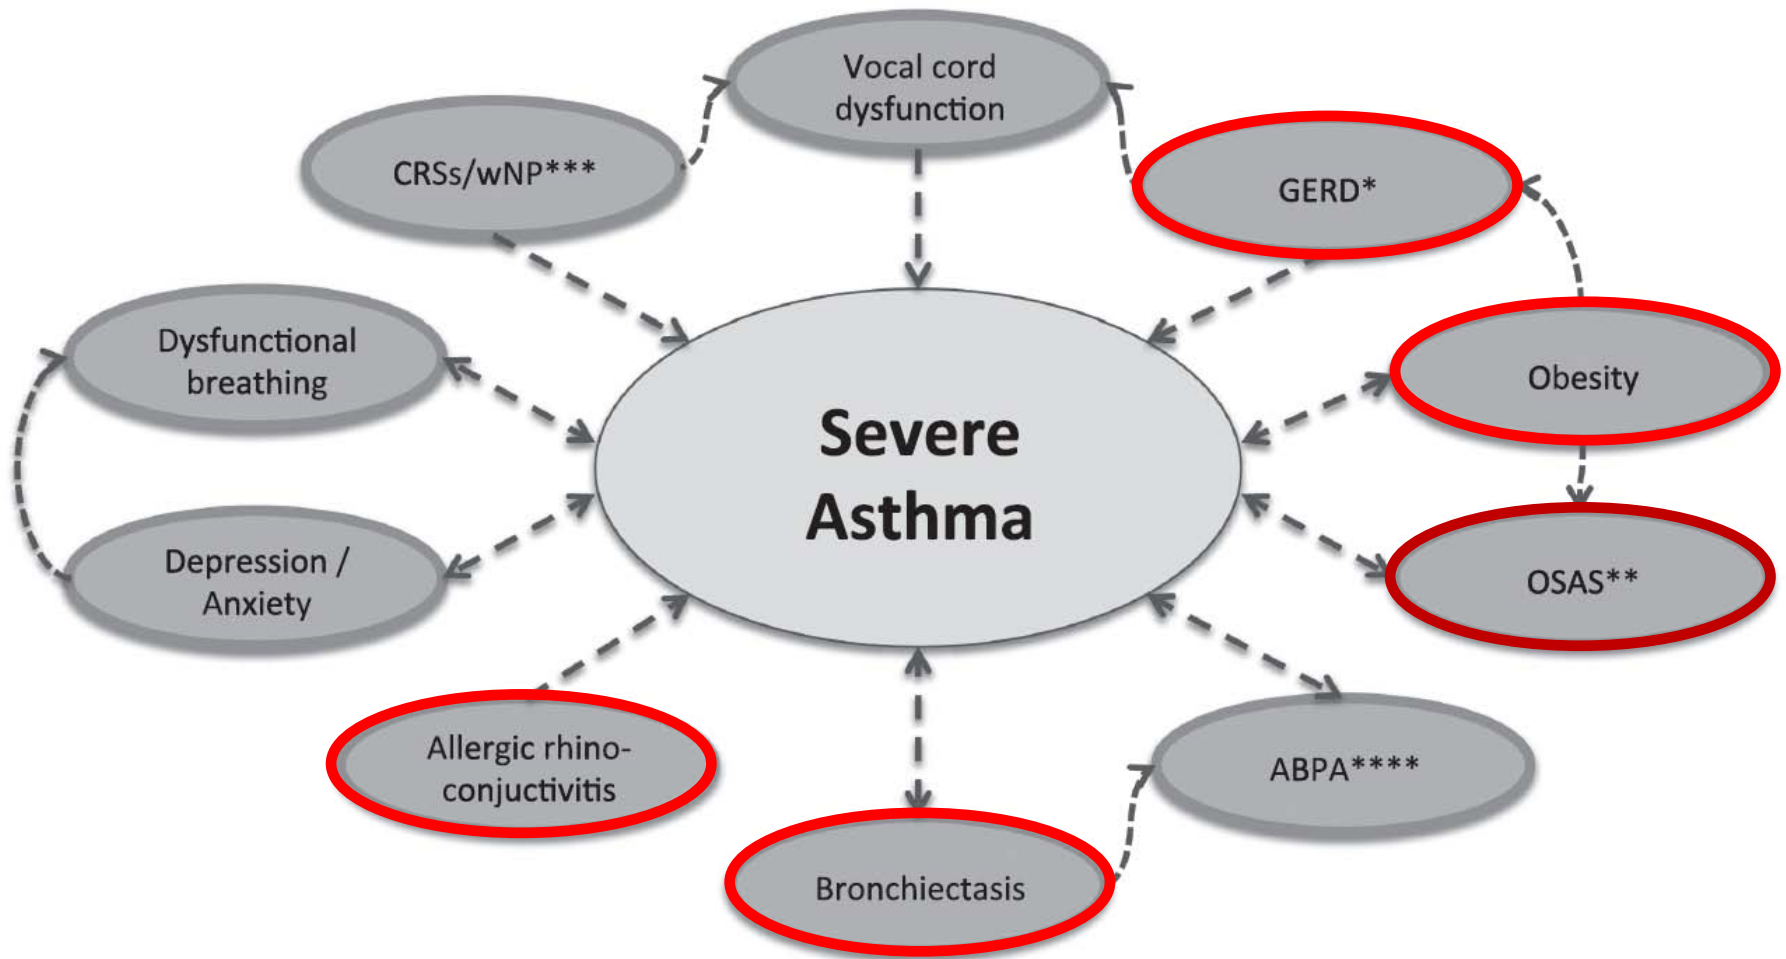 Vocal cord
dysfunction
CRSs/wNP***
GERD*
Dysfunctional
breathing
Obesity
Severe
Asthma
Depression /
Anxiety
OSAS**
Allergic rhino-
conjuctivitis
ABPA****
Bronchiectasis